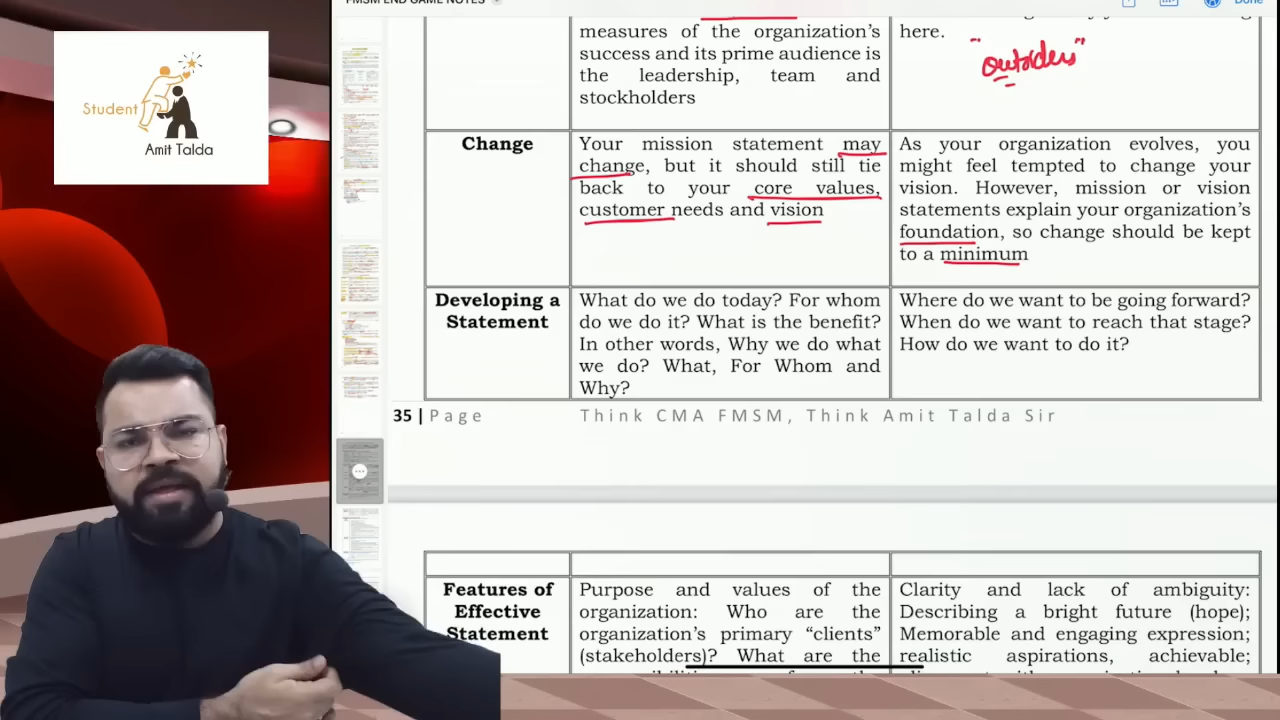 FMSM END GAME NOTES
Done
Student
Amit Talda
measures of the organization's
success and its prime audience is
the leadership, team and
stockholders.
here.
"outsiders"
Change
Your mission statement may
change, but it should still tie
back to your core values,
customer needs and vision
As your organization matures, you
might feel tempted to change your
vision. However, mission or vision
statements explain your organization's
foundation, so change should be kept
to a minimum
Developing a
Statement
What do we do today? For whom
do we do it? What is the benefit?
In other words, Why we do what
we do? What, For Whom and
Why?
Where do we want to be going forward?
When do we want to reach that stage?
How do we want to do it?
35 | Page
Think CMA FMSM, Think Amit Talda Sir
Features of
Effective
Statement
Purpose and values of the
organization: Who are the
organization's primary "clients"
(stakeholders)? What are the
Clarity and lack of ambiguity:
Describing a bright future (hope);
Memorable and engaging expression;
realistic aspirations, achievable;